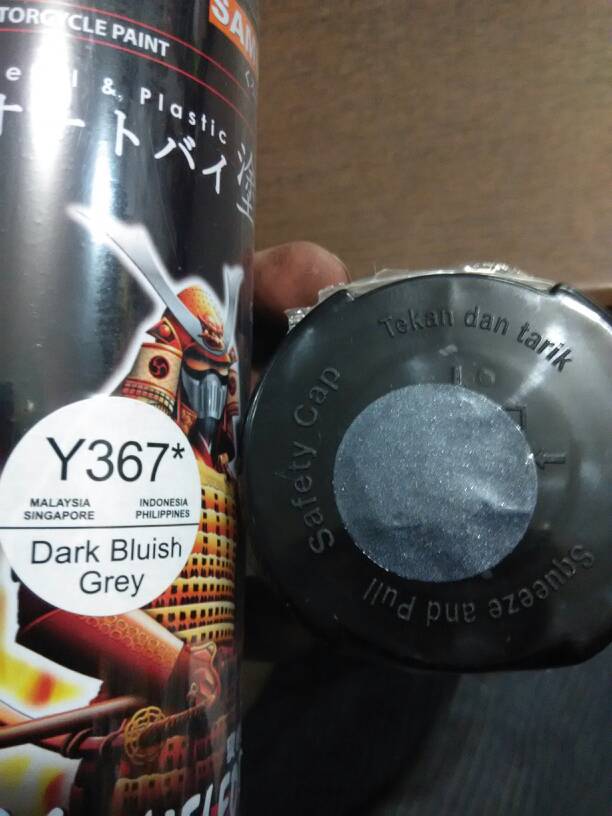 SAM
TORCYCLE PAINT
& Plastic
オートバイ塗
Y367*
MALAYSIA
SINGAPORE
INDONESIA
PHILIPPINES
Dark Bluish
Grey
Tekan dan tarik
Safety Cap
Squeeze and Pull